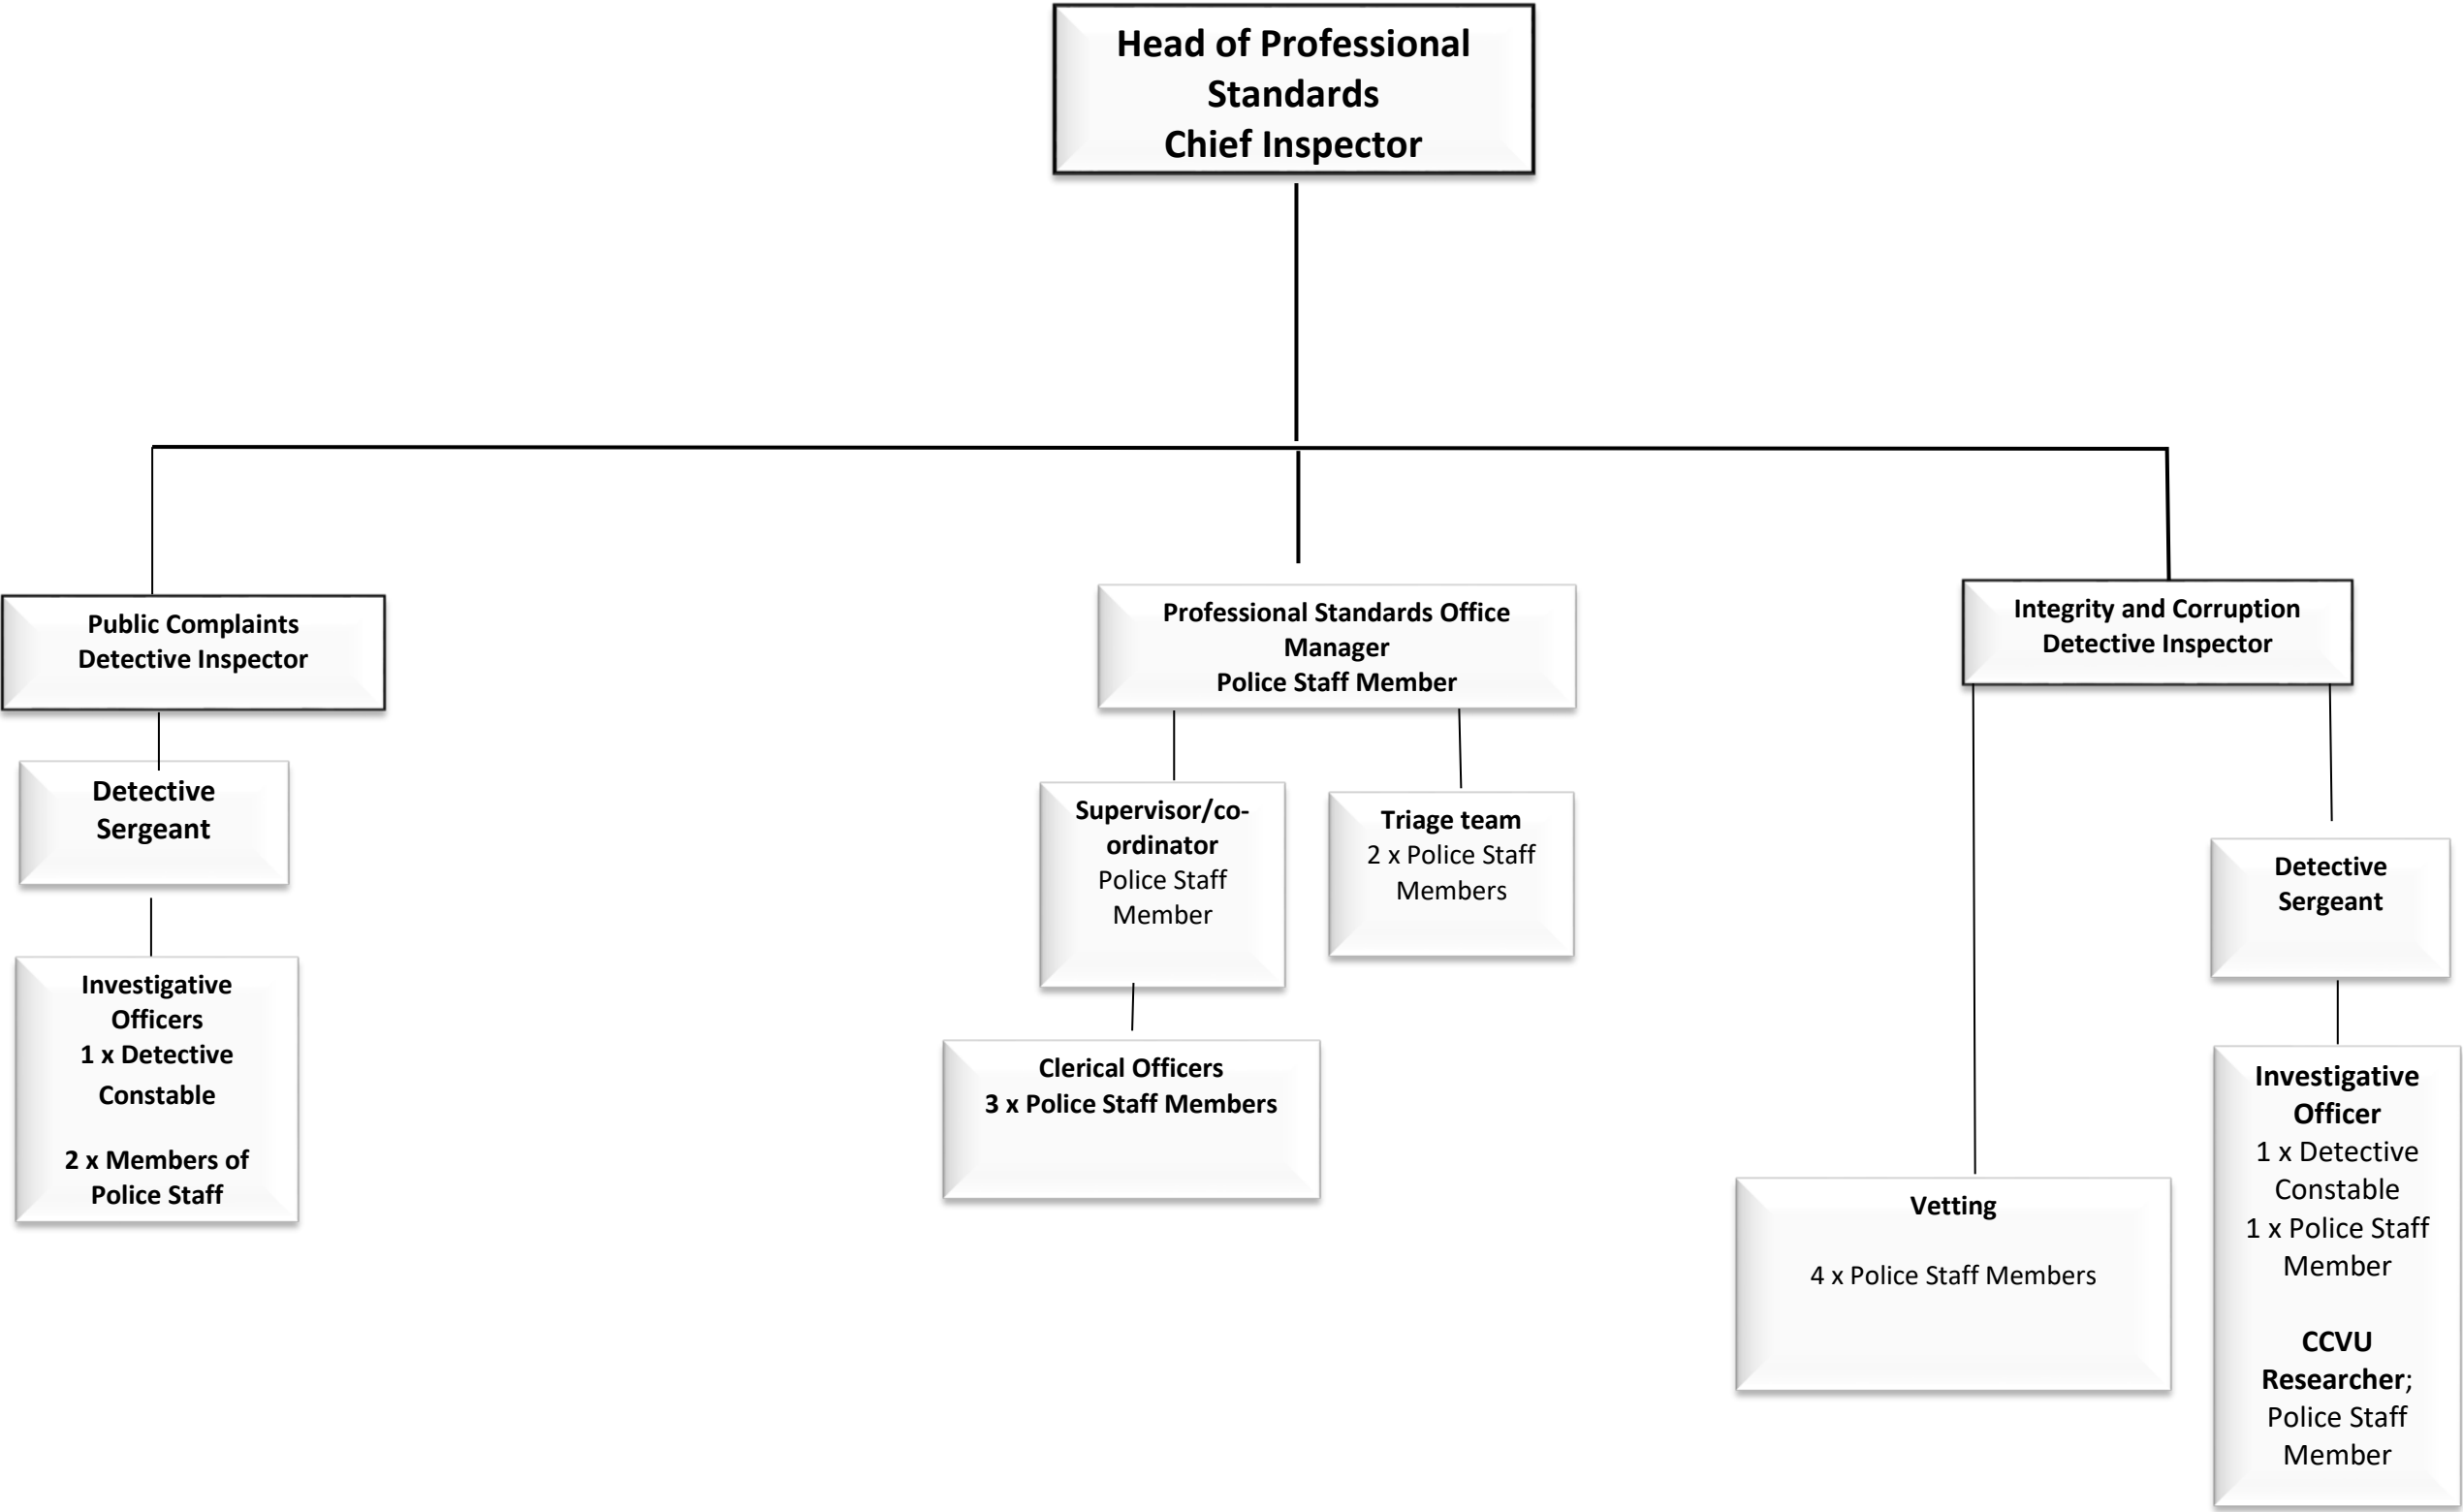 Head of Professional
Standards
Chief Inspector
Public Complaints
Detective Inspector
Professional Standards Office
Manager
Police Staff Member
Integrity and Corruption
Detective Inspector
Detective
Sergeant
Supervisor/co-
ordinator
Police Staff
Member
Triage team
2 x Police Staff
Members
Detective
Sergeant
Investigative
Officers
1 x Detective
Constable
2 x Members of
Police Staff
Clerical Officers
3 x Police Staff Members
Vetting
4 x Police Staff Members
Investigative
Officer
1 x Detective
Constable
1 x Police Staff
Member
CCVU
Researcher;
Police Staff
Member